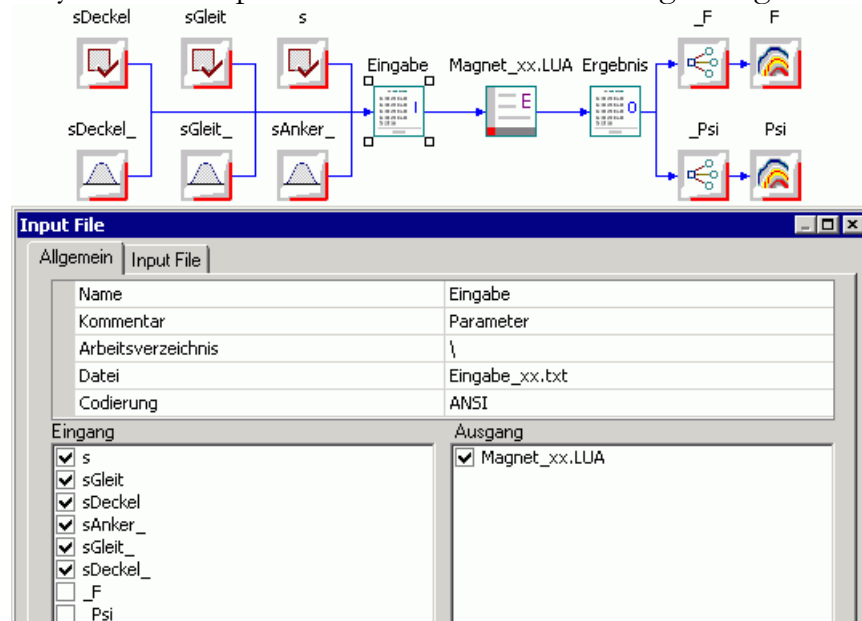 sDeckel sGleit s _F F
Eingabe Magnet_xx.LUA Ergebnis
I E O
sDeckel_ sGleit_ sAnker_ _Psi Psi
Input File
Allgemein Input File
Name Eingabe
Kommentar Parameter
Arbeitsverzeichnis \
Datei Eingabe_xx.txt
Codierung ANSI
Eingang Ausgang
s Magnet_xx.LUA
sGleit
sDeckel
sAnker_
sGleit_
sDeckel_
_F
_Psi